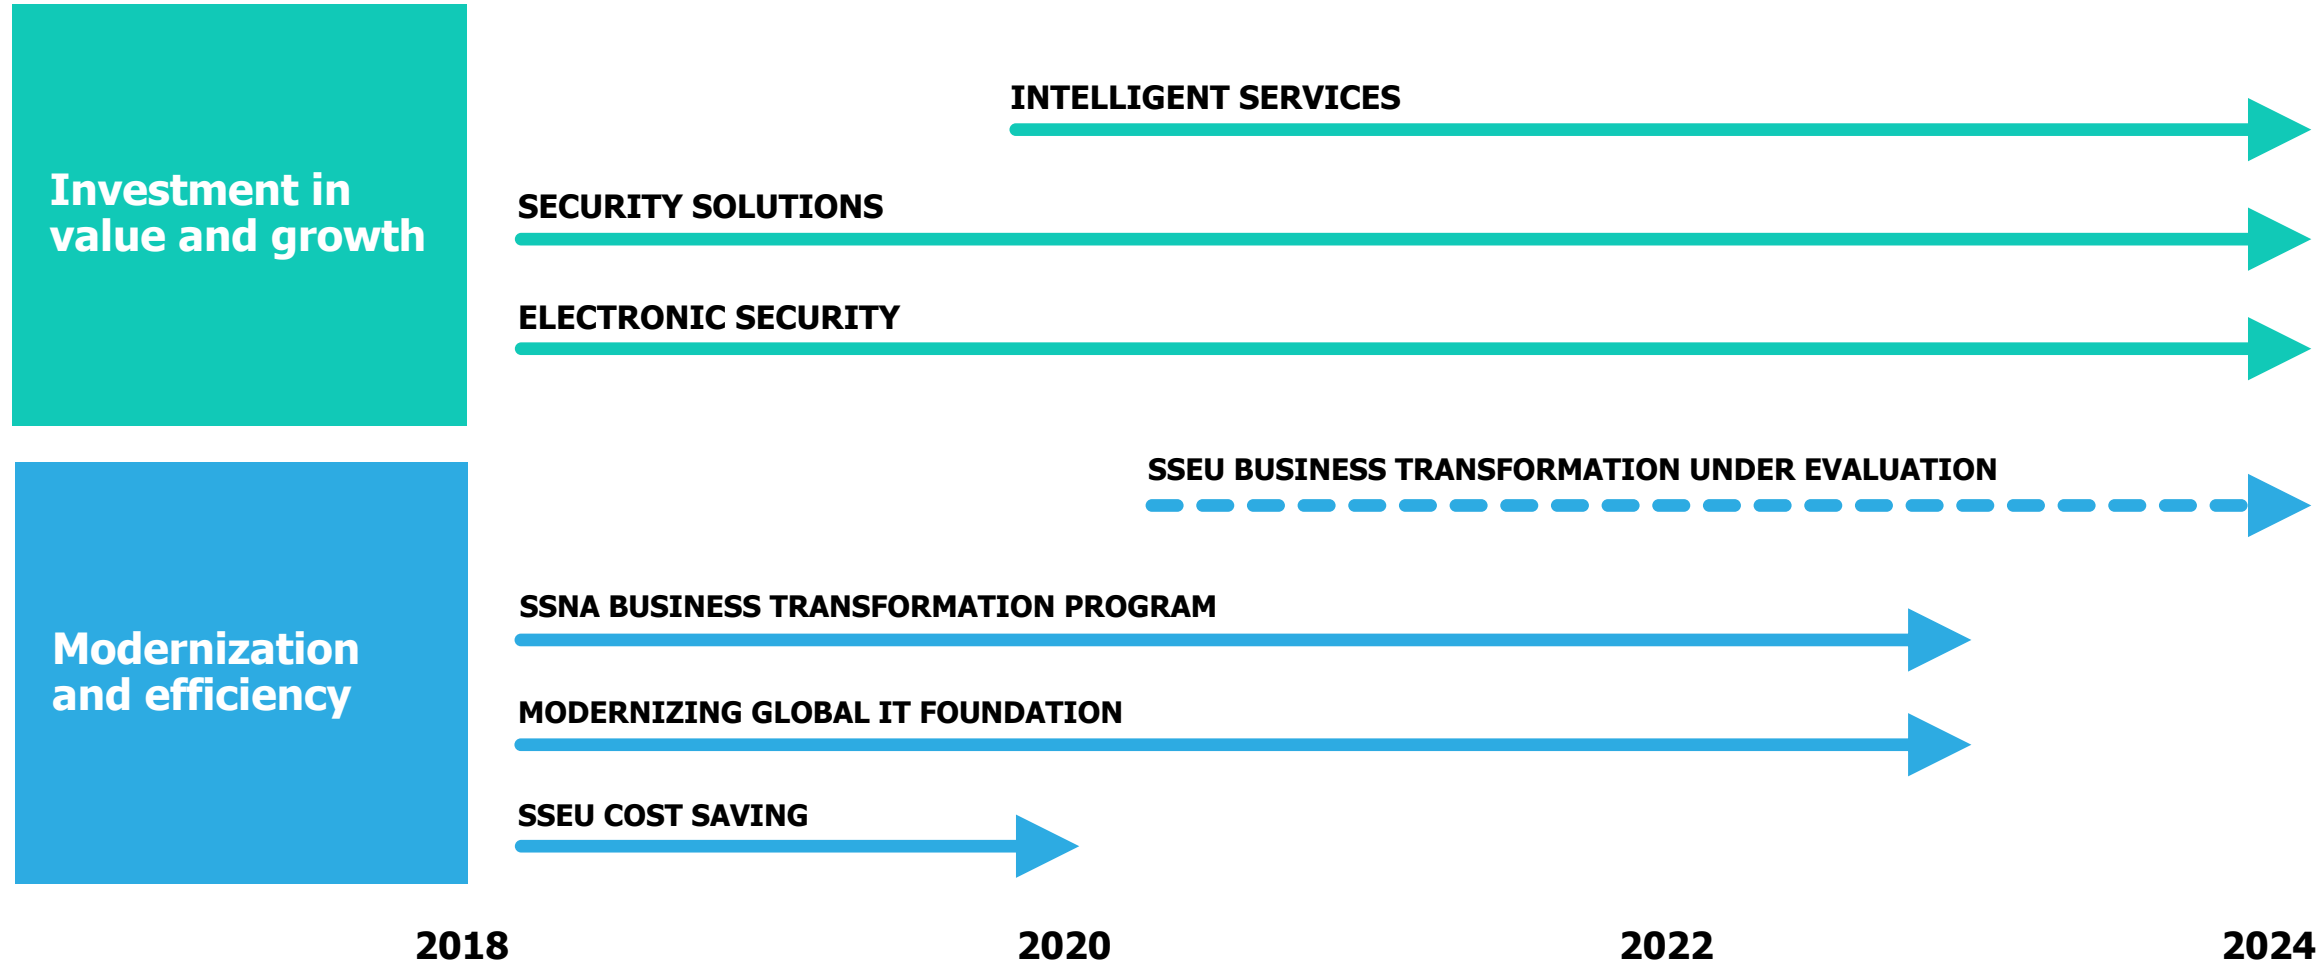 INTELLIGENT SERVICES
Investment in
value and growth
SECURITY SOLUTIONS
ELECTRONIC SECURITY
SSEU BUSINESS TRANSFORMATION UNDER EVALUATION
SSNA BUSINESS TRANSFORMATION PROGRAM
Modernization
and efficiency
MODERNIZING GLOBAL IT FOUNDATION
SSEU COST SAVING
2018 2020 2022 2024